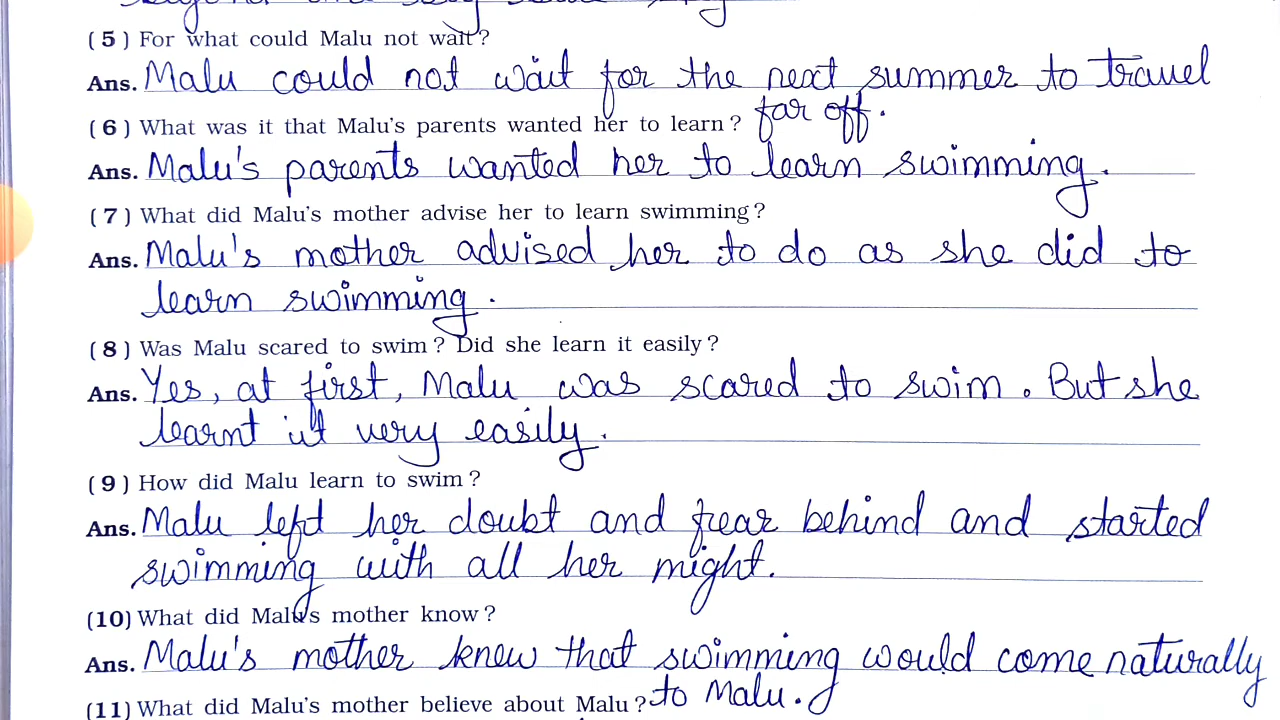 (5) For what could Malu not wait?
Ans. Malu could not wait for the next summer to travel
far off.
(6) What was it that Malu's parents wanted her to learn?
Ans. Malu's parents wanted her to learn swimming.
(7) What did Malu's mother advise her to learn swimming?
Ans. Malu's mother advised her to do as she did to
learn swimming.
(8) Was Malu scared to swim? Did she learn it easily?
Ans. Yes, at first, Malu was scared to swim. But she
learnt it very easily.
(9) How did Malu learn to swim?
Ans. Malu left her doubt and frear behind and started
swimming with all her might.
(10) What did Malu's mother know?
Ans. Malu's mother knew that swimming would come naturally
to Malu.
(11) What did Malu's mother believe about Malu?